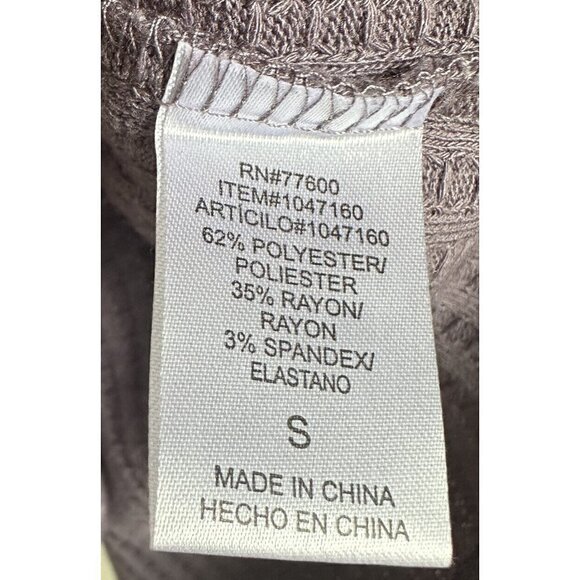 RN#77600
ITEM#1047160
ARTÍCILO#1047160
62% POLYESTER/
POLIESTER
35% RAYON/
RAYON
3% SPANDEX/
ELASTANO
S
MADE IN CHINA
HECHO EN CHINA